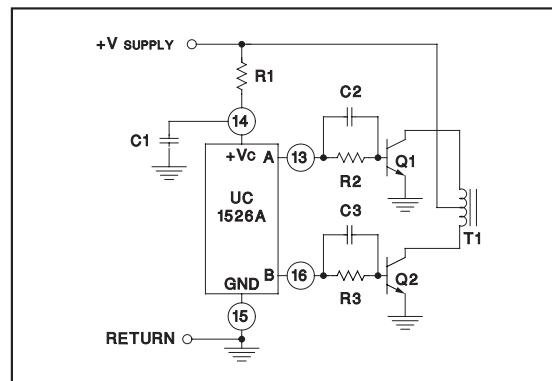 +V SUPPLY
R1
C2
14
C1
+VC
A
13
Q1
R2
UC
1526A
C3
T1
B
16
GND
Q2
R3
15
RETURN